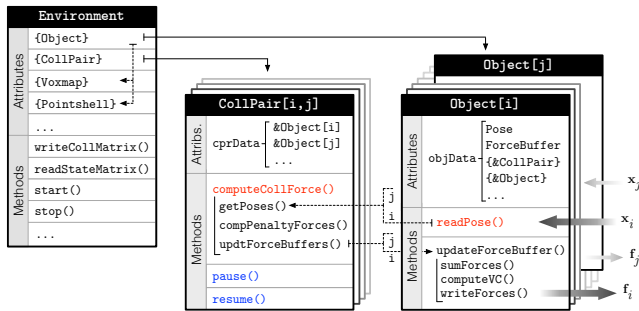 Environment
Attributes
{Object}
{CollPair}
{Voxmap}
{Pointshell}
...
Methods
writeCollMatrix()
readStateMatrix()
start()
stop()
...
CollPair[i,j]
Attribs.
cprData
&Object[i]
&Object[j]
...
Methods
computeCollForce()
getPoses()
compPenaltyForces()
updtForceBuffers()
pause()
resume()
j
i
j
i
Object[j]
Object[i]
Attributes
objData
Pose
ForceBuffer
{&CollPair}
{&Object}
...
Methods
readPose()
updateForceBuffer()
sumForces()
computeVC()
writeForces()
x_j
x_i
f_j
f_i